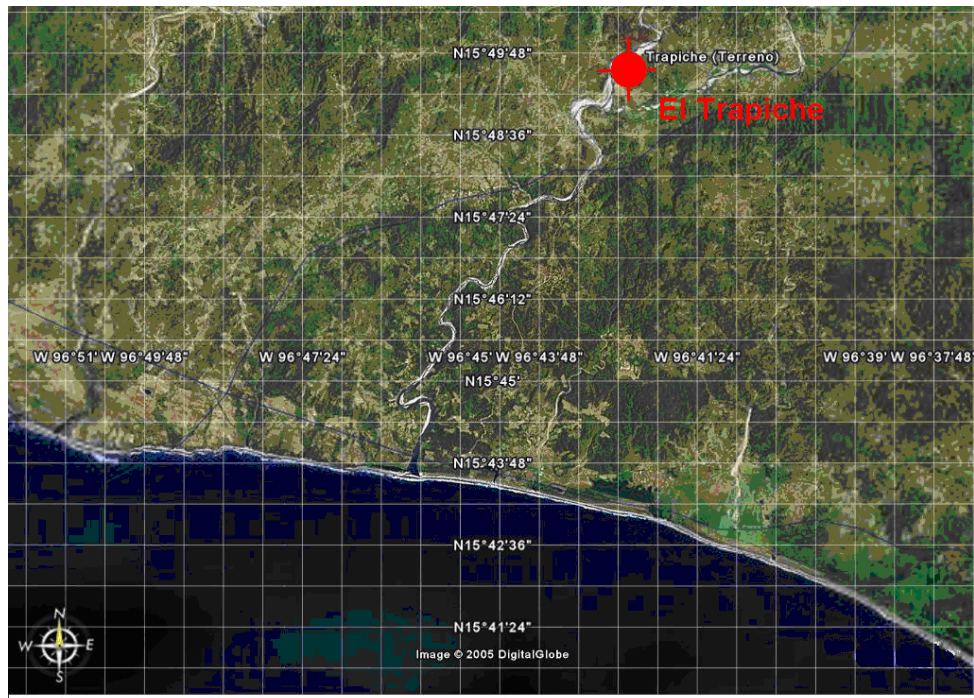 N15°49'48"
Trapiche (Terreno)
El Trapiche
N15°48'36"
N15°47'24"
N15°46'12"
W 96°51' W 96°49'48" W 96°47'24" W 96°45' W 96°43'48" W 96°41'24" W 96°39' W 96°37'48"
N15°45'
N15°43'48"
N15°42'36"
N
W E
S
N15°41'24"
Image © 2005 DigitalGlobe